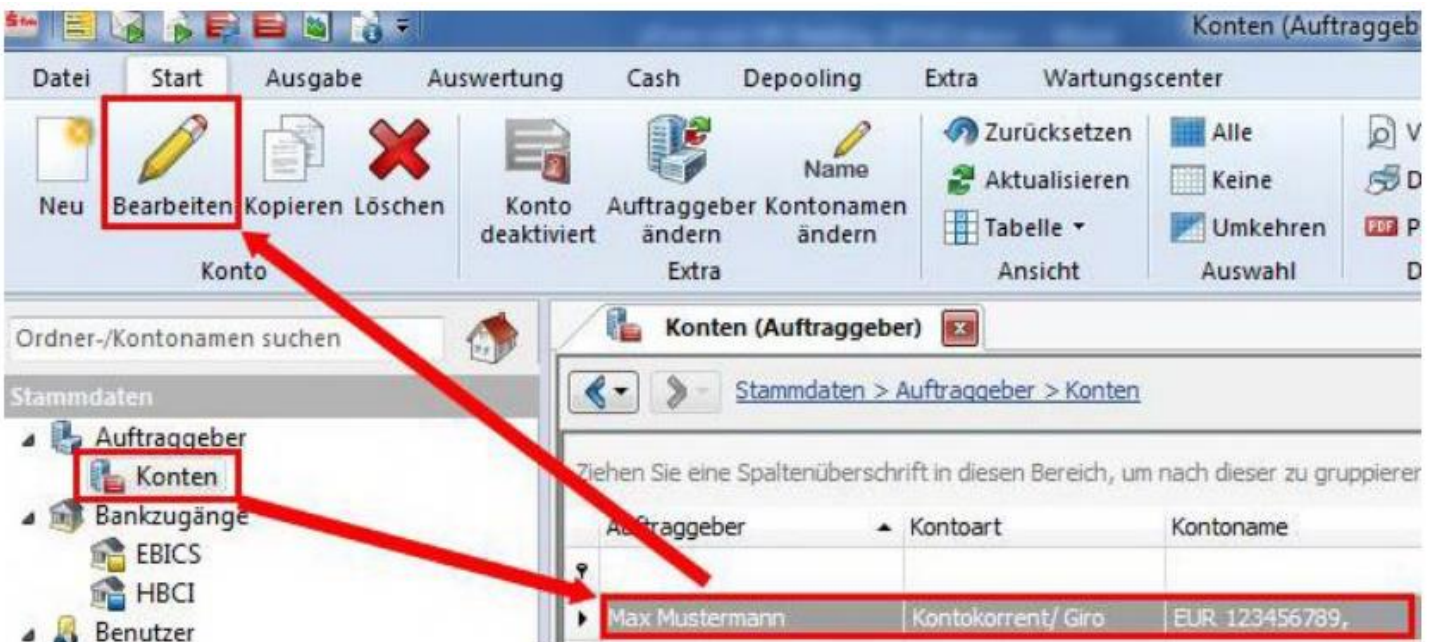 Konten (Auftraggeb
Datei Start Ausgabe Auswertung Cash Depooling Extra Wartungscenter
Neu Bearbeiten Kopieren Löschen
Konto deaktiviert
Auftraggeber ändern
Name
Kontonamen ändern
Zurücksetzen
Aktualisieren
Tabelle
Alle
Keine
Umkehren
V
D
PDF P
Konto Extra Ansicht Auswahl D
Ordner-/Kontonamen suchen
Stammdaten
Auftraggeber
Konten
Bankzugänge
EBICS
HBCI
Benutzer
Konten (Auftraggeber)
Stammdaten > Auftraggeber > Konten
Ziehen Sie eine Spaltenüberschrift in diesen Bereich, um nach dieser zu gruppieren
Auftraggeber Kontoart Kontoname
Max Mustermann Kontokorrent/ Giro EUR 123456789,